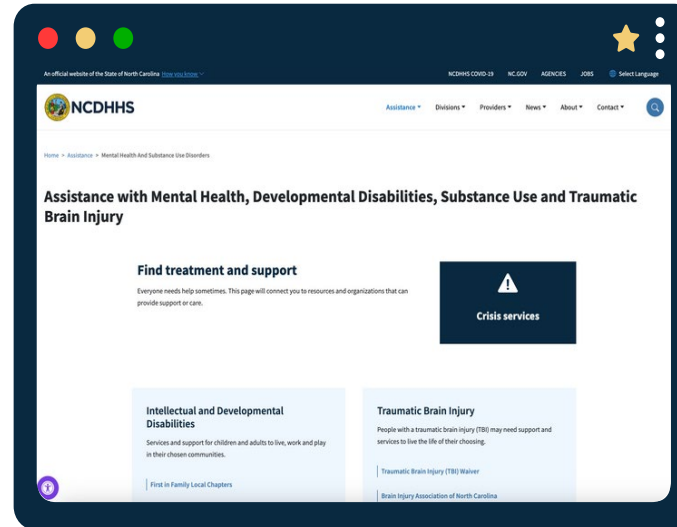 An official website of the State of North Carolina How you know
NCDHHS COVID-19 NC.GOV AGENCIES JOBS Select Language
NCDHHS
Assistance Divisions Providers News About Contact
Home > Assistance > Mental Health And Substance Use Disorders
Assistance with Mental Health, Developmental Disabilities, Substance Use and Traumatic
Brain Injury
Find treatment and support
Everyone needs help sometimes. This page will connect you to resources and organizations that can
provide support or care.
Crisis services
Intellectual and Developmental
Disabilities
Services and support for children and adults to live, work and play
in their chosen communities.
First in Family Local Chapters
Traumatic Brain Injury
People with a traumatic brain injury (TBI) may need support and
services to live the life of their choosing.
Traumatic Brain Injury (TBI) Waiver
Brain Injury Association of North Carolina